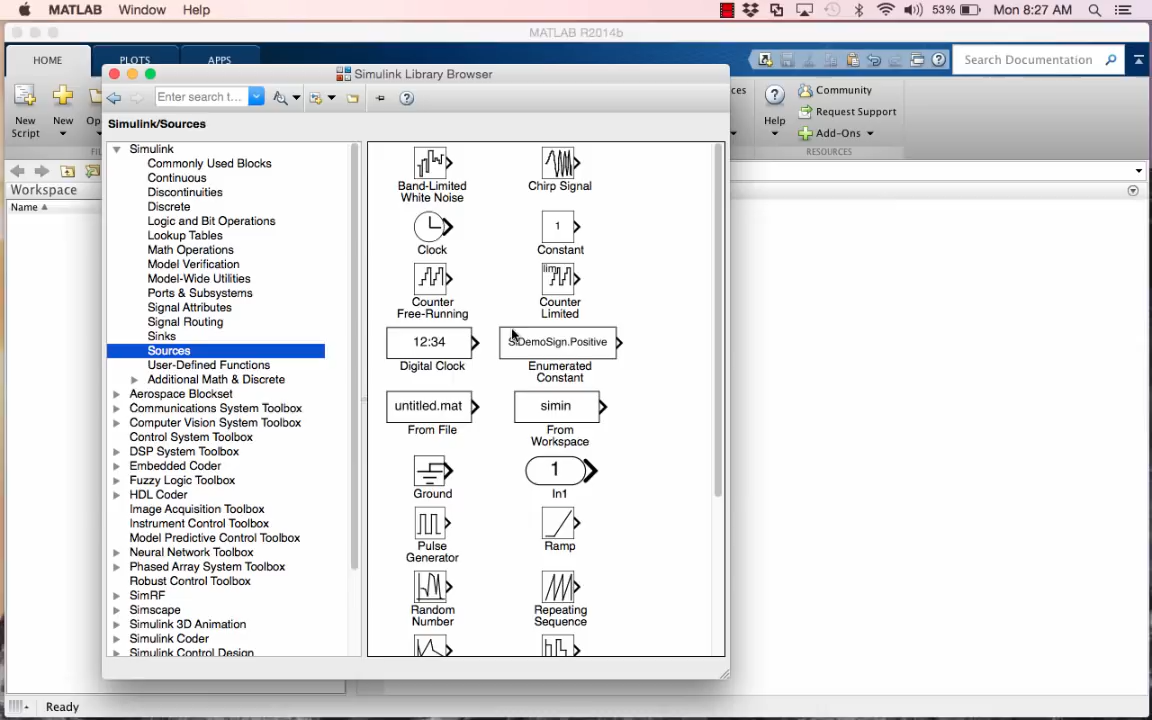 MATLAB Window Help 53% Mon 8:27 AM
MATLAB R2014b
HOME PLOTS APPS Search Documentation
Simulink Library Browser
Enter search t...
New Script
New
Op
Help
Community
Request Support
Add-Ons
RESOURCES
FIL
Simulink/Sources
Workspace
Name
Simulink
Commonly Used Blocks
Continuous
Discontinuities
Discrete
Logic and Bit Operations
Lookup Tables
Math Operations
Model Verification
Model-Wide Utilities
Ports & Subsystems
Signal Attributes
Signal Routing
Sinks
Sources
User-Defined Functions
Additional Math & Discrete
Aerospace Blockset
Communications System Toolbox
Computer Vision System Toolbox
Control System Toolbox
DSP System Toolbox
Embedded Coder
Fuzzy Logic Toolbox
HDL Coder
Image Acquisition Toolbox
Instrument Control Toolbox
Model Predictive Control Toolbox
Neural Network Toolbox
Phased Array System Toolbox
Robust Control Toolbox
SimRF
Simscape
Simulink 3D Animation
Simulink Coder
Simulink Control Design
Band-Limited
White Noise
Chirp Signal
Clock
1
Constant
Counter
Free-Running
lim
Counter
Limited
12:34
Digital Clock
SlDemoSign.Positive
Enumerated
Constant
untitled.mat
From File
simin
From
Workspace
Ground
1
In1
Pulse
Generator
Ramp
Random
Number
Repeating
Sequence
Ready